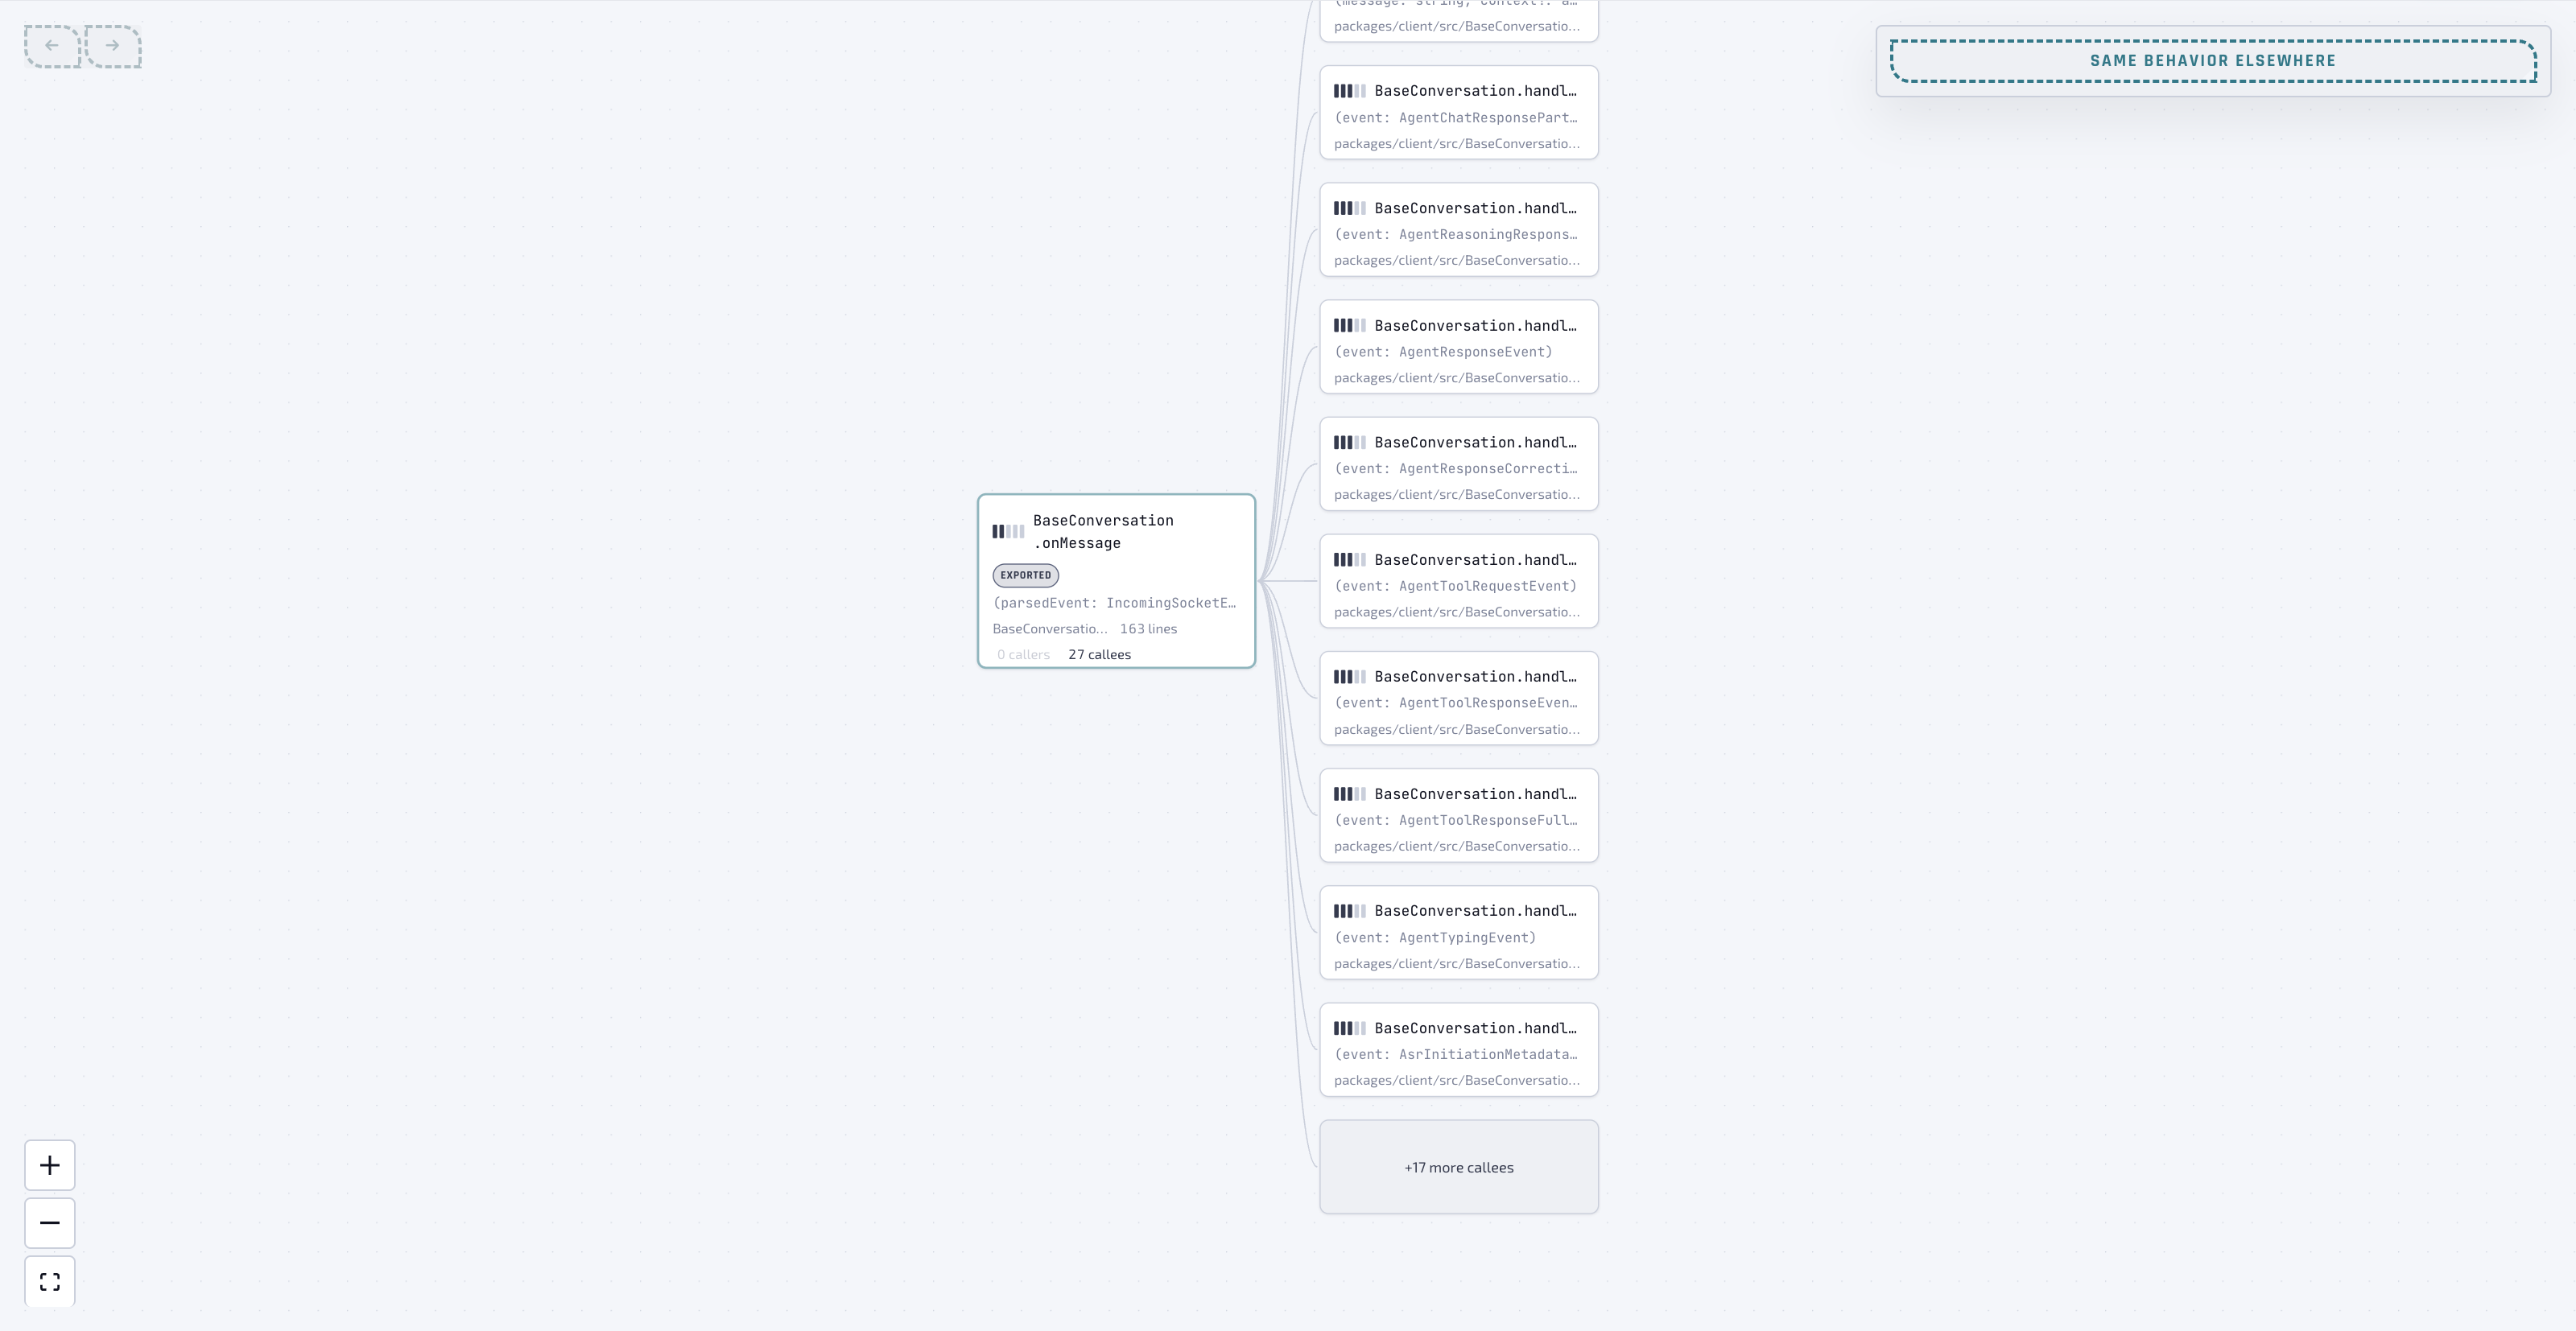 (message: string, context?: a…
packages/client/src/BaseConversatio…
SAME BEHAVIOR ELSEWHERE
BaseConversation.handl…
(event: AgentChatResponsePart…
packages/client/src/BaseConversatio…
BaseConversation.handl…
(event: AgentReasoningRespons…
packages/client/src/BaseConversatio…
BaseConversation.handl…
(event: AgentResponseEvent)
packages/client/src/BaseConversatio…
BaseConversation.handl…
(event: AgentResponseCorrecti…
packages/client/src/BaseConversatio…
BaseConversation
.onMessage
EXPORTED
(parsedEvent: IncomingSocketE…
BaseConversatio… 163 lines
0 callers 27 callees
BaseConversation.handl…
(event: AgentToolRequestEvent)
packages/client/src/BaseConversatio…
BaseConversation.handl…
(event: AgentToolResponseEven…
packages/client/src/BaseConversatio…
BaseConversation.handl…
(event: AgentToolResponseFull…
packages/client/src/BaseConversatio…
BaseConversation.handl…
(event: AgentTypingEvent)
packages/client/src/BaseConversatio…
BaseConversation.handl…
(event: AsrInitiationMetadata…
packages/client/src/BaseConversatio…
+17 more callees